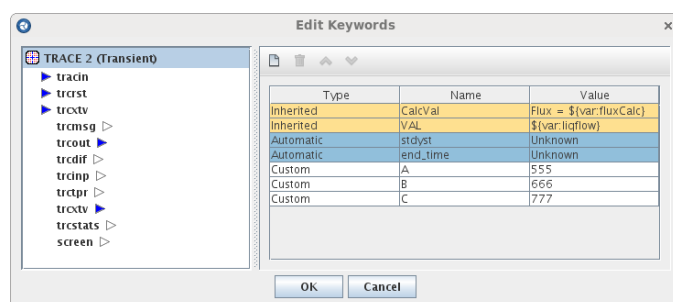 Edit Keywords
TRACE 2 (Transient)
tracin
trcrst
trcxtv
trcmsg
trcout
trcdif
trcinp
trctpr
trcxtv
trcstats
screen
Type Name Value
Inherited CalcVal Flux = ${var:fluxCalc}
Inherited VAL ${var:liqflow}
Automatic stdyst Unknown
Automatic end_time Unknown
Custom A 555
Custom B 666
Custom C 777
OK Cancel